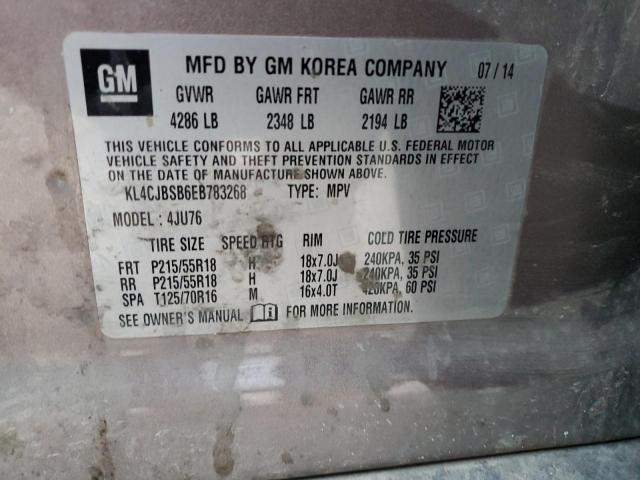 GM MFD BY GM KOREA COMPANY 07 / 14
GVWR GAWR FRT GAWR RR
4286 LB 2348 LB 2194 LB
THIS VEHICLE CONFORMS TO ALL APPLICABLE U.S. FEDERAL MOTOR
VEHICLE SAFETY AND THEFT PREVENTION STANDARDS IN EFFECT
ON THE DATE OF MANUFACTURE SHOWN ABOVE.
KL4CJBSB6EB783268 TYPE: MPV
MODEL : 4JU76
TIRE SIZE SPEED RTG RIM COLD TIRE PRESSURE
FRT P215/55R18 H 18x7.0J 240KPA, 35 PSI
RR P215/55R18 H 18x7.0J 240KPA, 35 PSI
SPA T125/70R16 M 16x4.0T 420KPA, 60 PSI
SEE OWNER'S MANUAL FOR MORE INFORMATION.